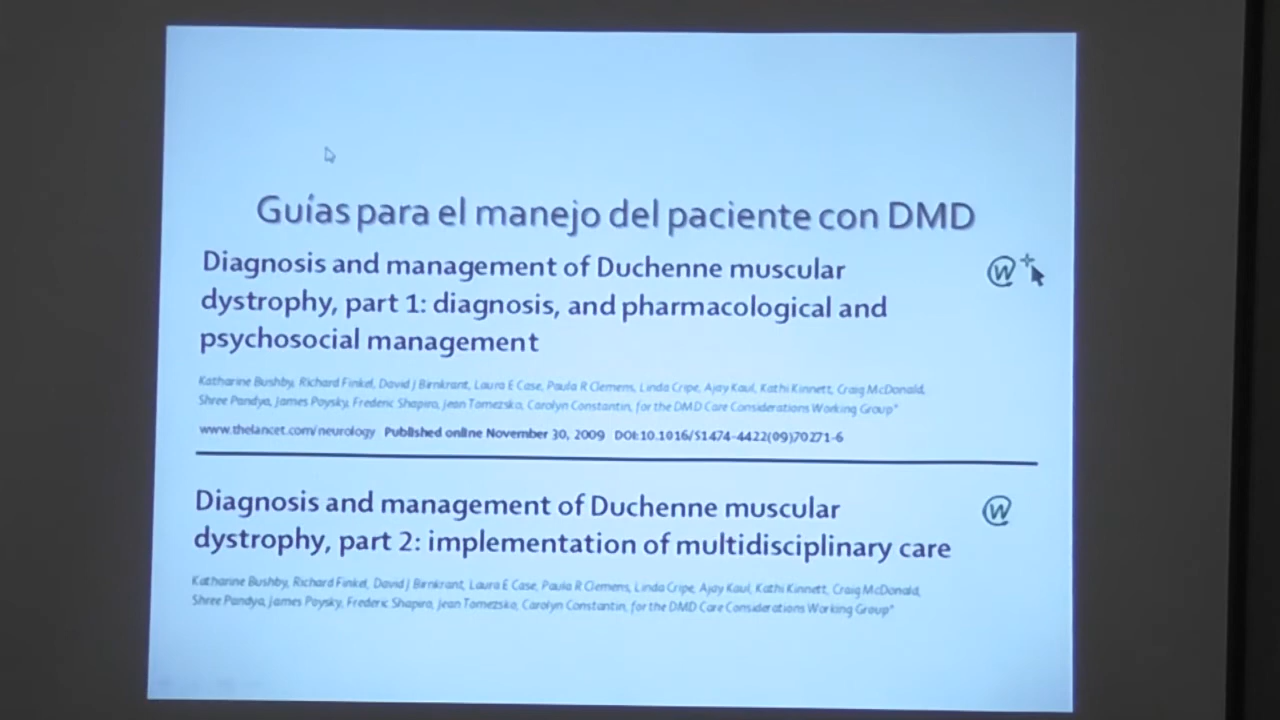 Guías para el manejo del paciente con DMD
Diagnosis and management of Duchenne muscular
dystrophy, part 1: diagnosis, and pharmacological and
psychosocial management
W
Katharine Bushby, Richard Finkel, David J Birnkrant, Laura E Case, Paula R Clemens, Linda Cripe, Ajay Kaul, Kathi Kinnett, Craig McDonald,
Shree Pandya, James Poysky, Frederic Shapiro, Jean Tomezsko, Carolyn Constantin, for the DMD Care Considerations Working Group*
www.thelancet.com/neurology Published online November 30, 2009 DOI:10.1016/S1474-4422(09)70271-6
Diagnosis and management of Duchenne muscular
dystrophy, part 2: implementation of multidisciplinary care
W
Katharine Bushby, Richard Finkel, David J Birnkrant, Laura E Case, Paula R Clemens, Linda Cripe, Ajay Kaul, Kathi Kinnett, Craig McDonald,
Shree Pandya, James Poysky, Frederic Shapiro, Jean Tomezsko, Carolyn Constantin, for the DMD Care Considerations Working Group*